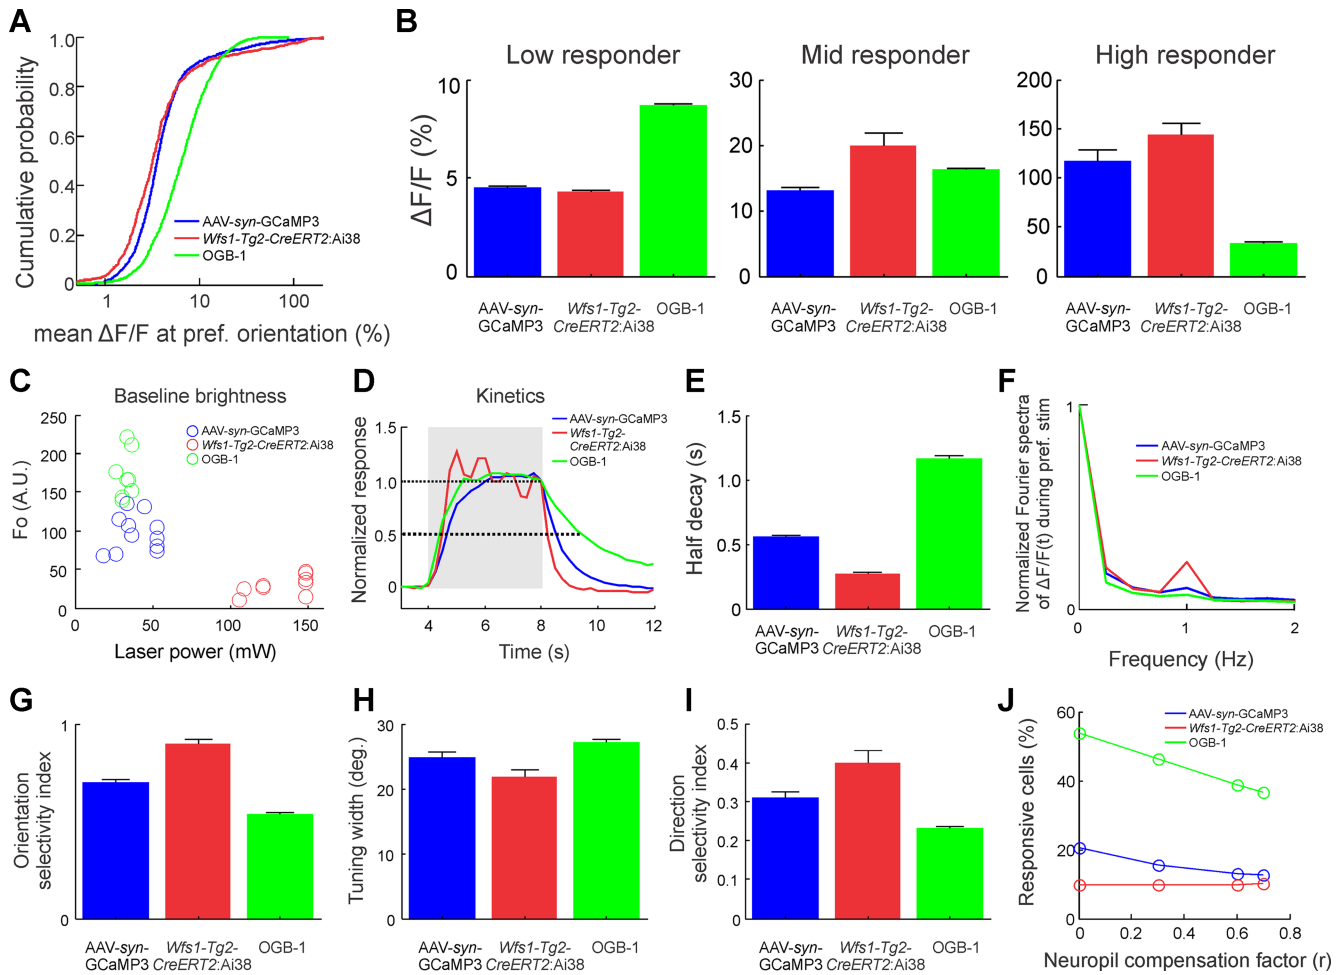 A
Cumulative probability
1.0
0.8
0.6
0.4
0.2
0
1
10
100
AAV-syn-GCaMP3
Wfs1-Tg2-CreERT2:Ai38
OGB-1
mean ΔF/F at pref. orientation (%)
B
ΔF/F (%)
Low responder
10
5
0
AAV-syn-
GCaMP3
Wfs1-Tg2-
CreERT2:Ai38
OGB-1
Mid responder
30
20
10
0
AAV-syn-
GCaMP3
Wfs1-Tg2-
CreERT2:Ai38
OGB-1
High responder
200
150
100
50
0
AAV-syn-
GCaMP3
Wfs1-Tg2-
CreERT2:Ai38
OGB-1
C
Baseline brightness
Fo (A.U.)
250
200
150
100
50
0
0
50
100
150
AAV-syn-GCaMP3
Wfs1-Tg2-CreERT2:Ai38
OGB-1
Laser power (mW)
D
Kinetics
Normalized response
1.5
1.0
0.5
0
4
6
8
10
12
AAV-syn-GCaMP3
Wfs1-Tg2-
CreERT2:Ai38
OGB-1
Time (s)
E
Half decay (s)
1.5
1.0
0.5
0
AAV-syn-
GCaMP3
Wfs1-Tg2-
CreERT2:Ai38
OGB-1
F
Normalized Fourier spectra
of ΔF/F(t) during pref. stim
1
0
0
1
2
AAV-syn-GCaMP3
Wfs1-Tg2-CreERT2:Ai38
OGB-1
Frequency (Hz)
G
Orientation
selectivity index
1
0
AAV-syn-
GCaMP3
Wfs1-Tg2-
CreERT2:Ai38
OGB-1
H
Tuning width (deg.)
30
20
10
0
AAV-syn-
GCaMP3
Wfs1-Tg2-
CreERT2:Ai38
OGB-1
I
Direction
selectivity index
0.5
0.4
0.3
0.2
0.1
0
AAV-syn-
GCaMP3
Wfs1-Tg2-
CreERT2:Ai38
OGB-1
J
Responsive cells (%)
60
40
20
0
0
0.2
0.4
0.6
0.8
AAV-syn-GCaMP3
Wfs1-Tg2-CreERT2:Ai38
OGB-1
Neuropil compensation factor (r)